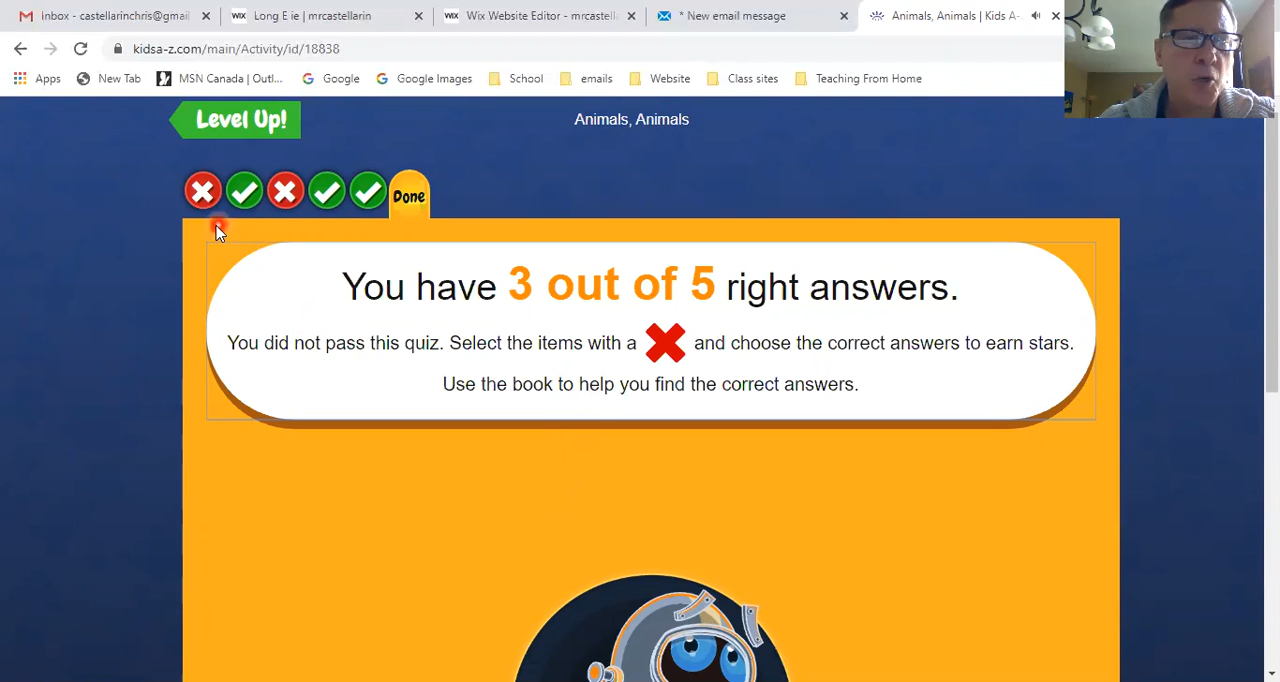 inbox - castellarinchris@gmail
Long E ie | mrcastellarin
Wix Website Editor - mrcastell
* New email message
Animals, Animals | Kids A-
kidsa-z.com/main/Activity/id/18838
Apps
New Tab
MSN Canada | Outl...
Google
Google Images
School
emails
Website
Class sites
Teaching From Home
Level Up!
Animals, Animals
Done
You have 3 out of 5 right answers.
You did not pass this quiz. Select the items with a and choose the correct answers to earn stars.
Use the book to help you find the correct answers.